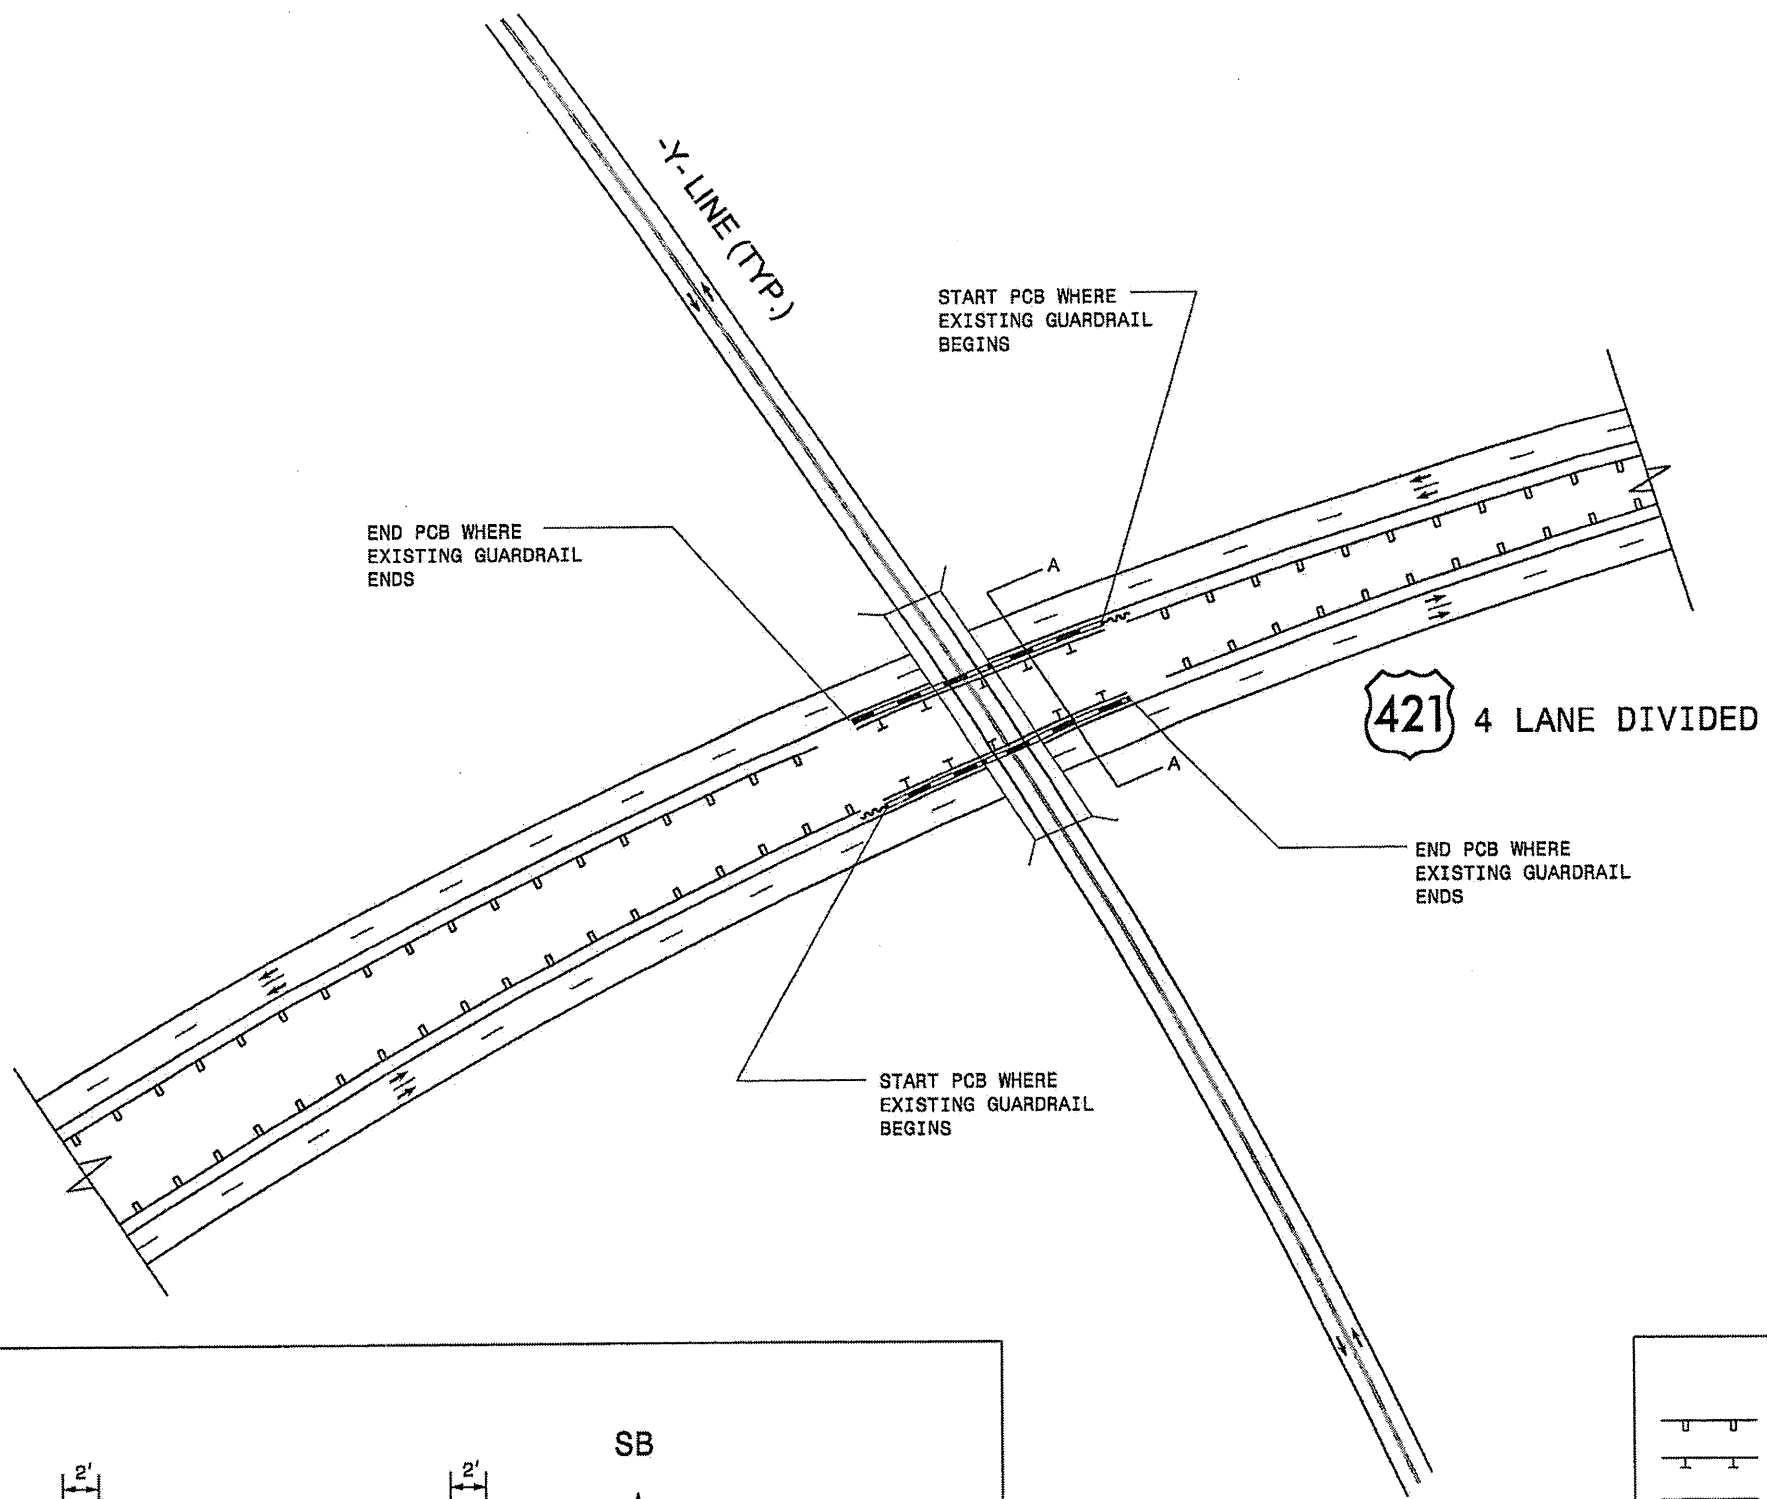 -Y- LINE (TYP.)
START PCB WHERE
EXISTING GUARDRAIL
BEGINS
END PCB WHERE
EXISTING GUARDRAIL
ENDS
A
A
421 4 LANE DIVIDED
END PCB WHERE
EXISTING GUARDRAIL
ENDS
START PCB WHERE
EXISTING GUARDRAIL
BEGINS
SB
2'
2'